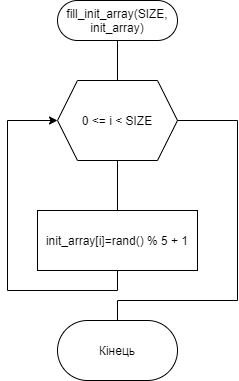 fill_init_array(SIZE,
init_array)
0 <= i < SIZE
init_array[i]=rand() % 5 + 1
Кінець